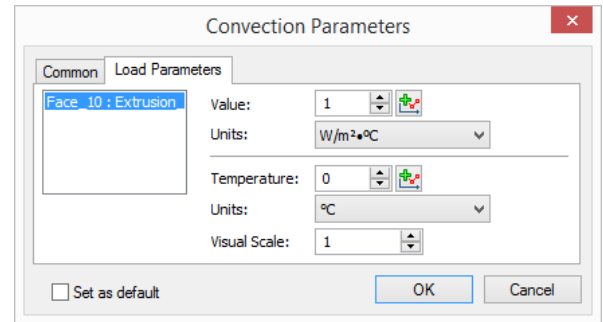 Convection Parameters
Common Load Parameters
Face_10 : Extrusion
Value: 1
Units: W/m²•ºC
Temperature: 0
Units: ºC
Visual Scale: 1
Set as default OK Cancel